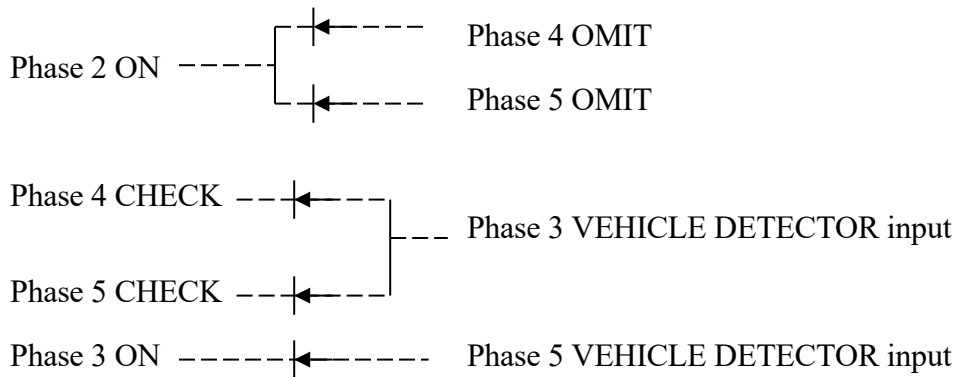 Phase 4 OMIT
Phase 2 ON
Phase 5 OMIT
Phase 4 CHECK
Phase 3 VEHICLE DETECTOR input
Phase 5 CHECK
Phase 3 ON
Phase 5 VEHICLE DETECTOR input